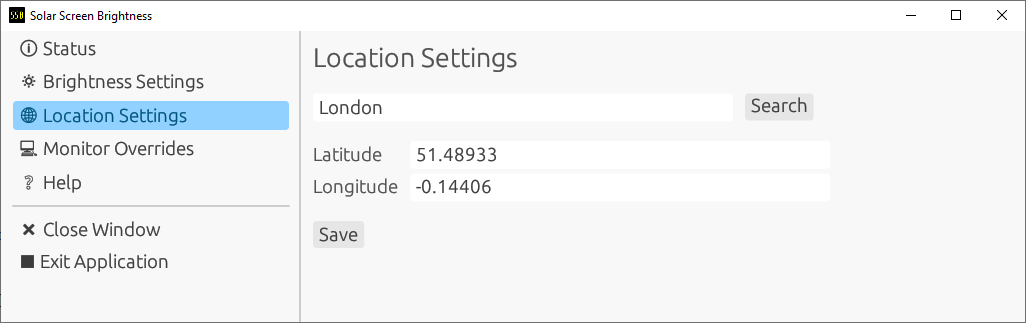 SSB Solar Screen Brightness
Status
Brightness Settings
Location Settings
Monitor Overrides
Help
Close Window
Exit Application
Location Settings
London Search
Latitude 51.48933
Longitude -0.14406
Save